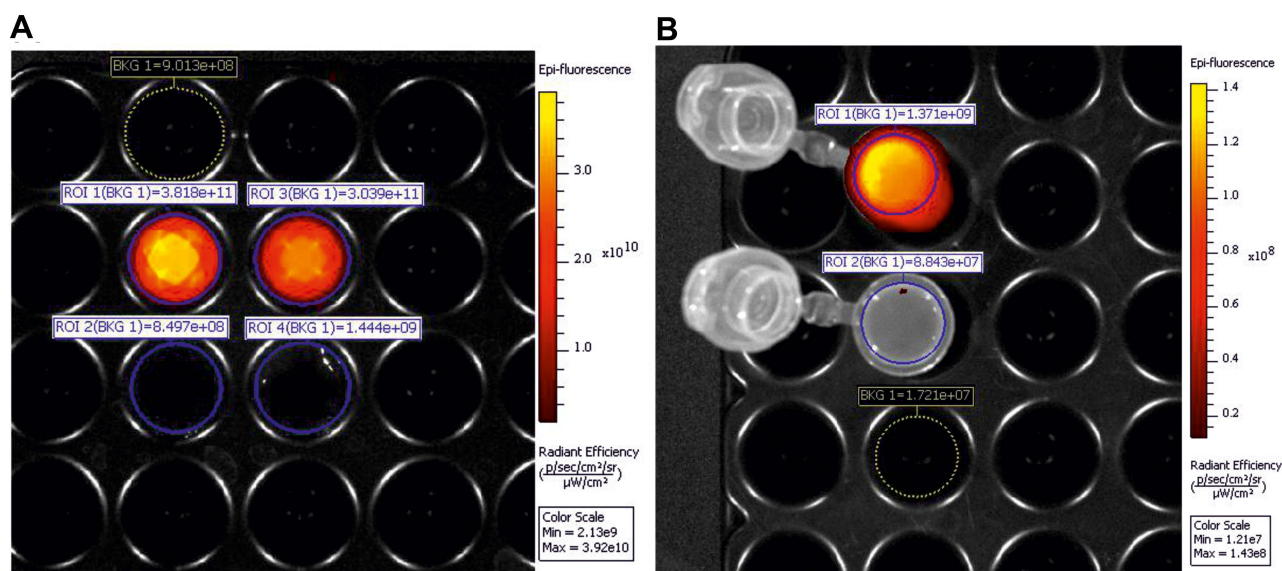 A
B
BKG 1=9.013e+08
ROI 1(BKG 1)=3.818e+11
ROI 3(BKG 1)=3.039e+11
ROI 2(BKG 1)=8.497e+08
ROI 4(BKG 1)=1.444e+09
Epi-fluorescence
3.0
2.0
x10^10
1.0
Radiant Efficiency
(p/sec/cm²/sr
µW/cm²)
Color Scale
Min = 2.13e9
Max = 3.92e10
ROI 1(BKG 1)=1.371e+09
ROI 2(BKG 1)=8.843e+07
BKG 1=1.721e+07
Epi-fluorescence
1.4
1.2
1.0
0.8
x10^8
0.6
0.4
0.2
Radiant Efficiency
(p/sec/cm²/sr
µW/cm²)
Color Scale
Min = 1.21e7
Max = 1.43e8